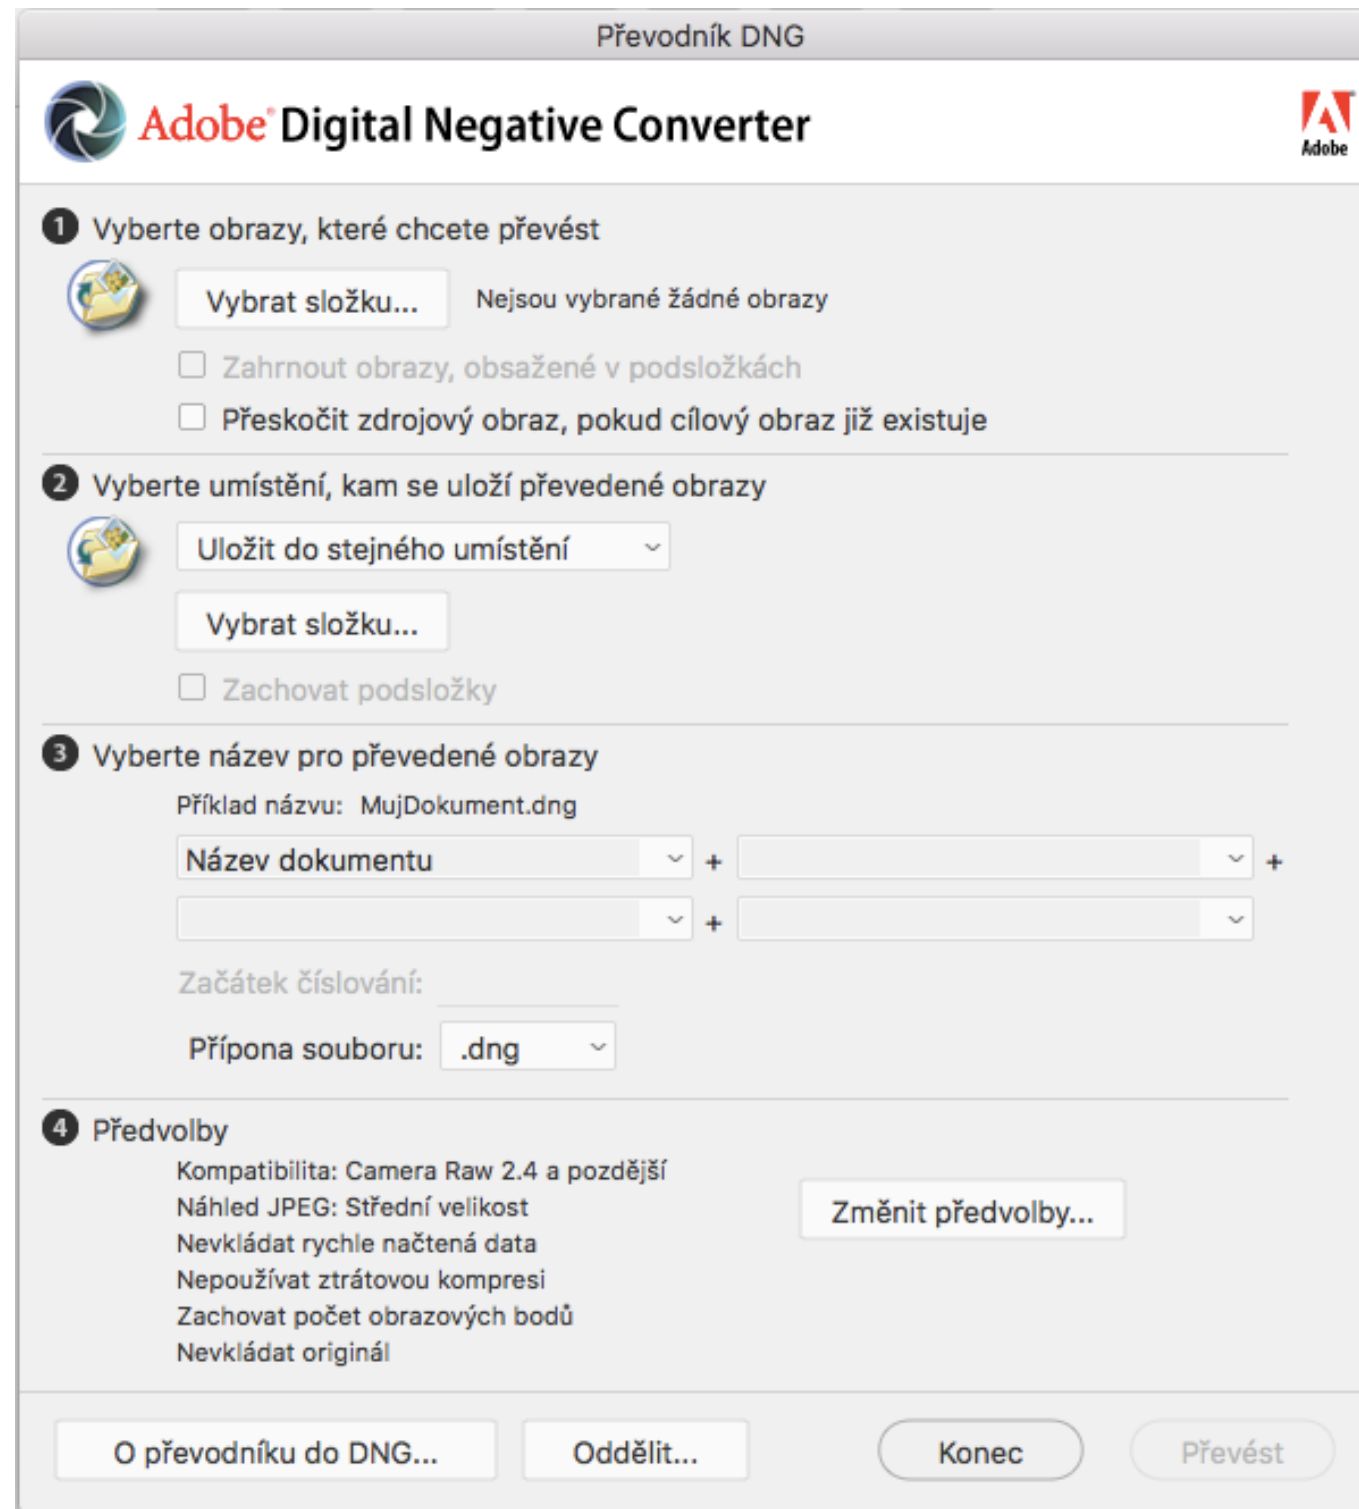 Převodník DNG
Adobe® Digital Negative Converter
Adobe
1 Vyberte obrazy, které chcete převést
Vybrat složku... Nejsou vybrané žádné obrazy
Zahrnout obrazy, obsažené v podsložkách
Přeskočit zdrojový obraz, pokud cílový obraz již existuje
2 Vyberte umístění, kam se uloží převedené obrazy
Uložit do stejného umístění
Vybrat složku...
Zachovat podsložky
3 Vyberte název pro převedené obrazy
Příklad názvu: MujDokument.dng
Název dokumentu + +
+
Začátek číslování:
Přípona souboru: .dng
4 Předvolby
Kompatibilita: Camera Raw 2.4 a pozdější
Náhled JPEG: Střední velikost
Změnit předvolby...
Nevkládat rychle načtená data
Nepoužívat ztrátovou kompresi
Zachovat počet obrazových bodů
Nevkládat originál
O převodníku do DNG... Oddělit... Konec Převést